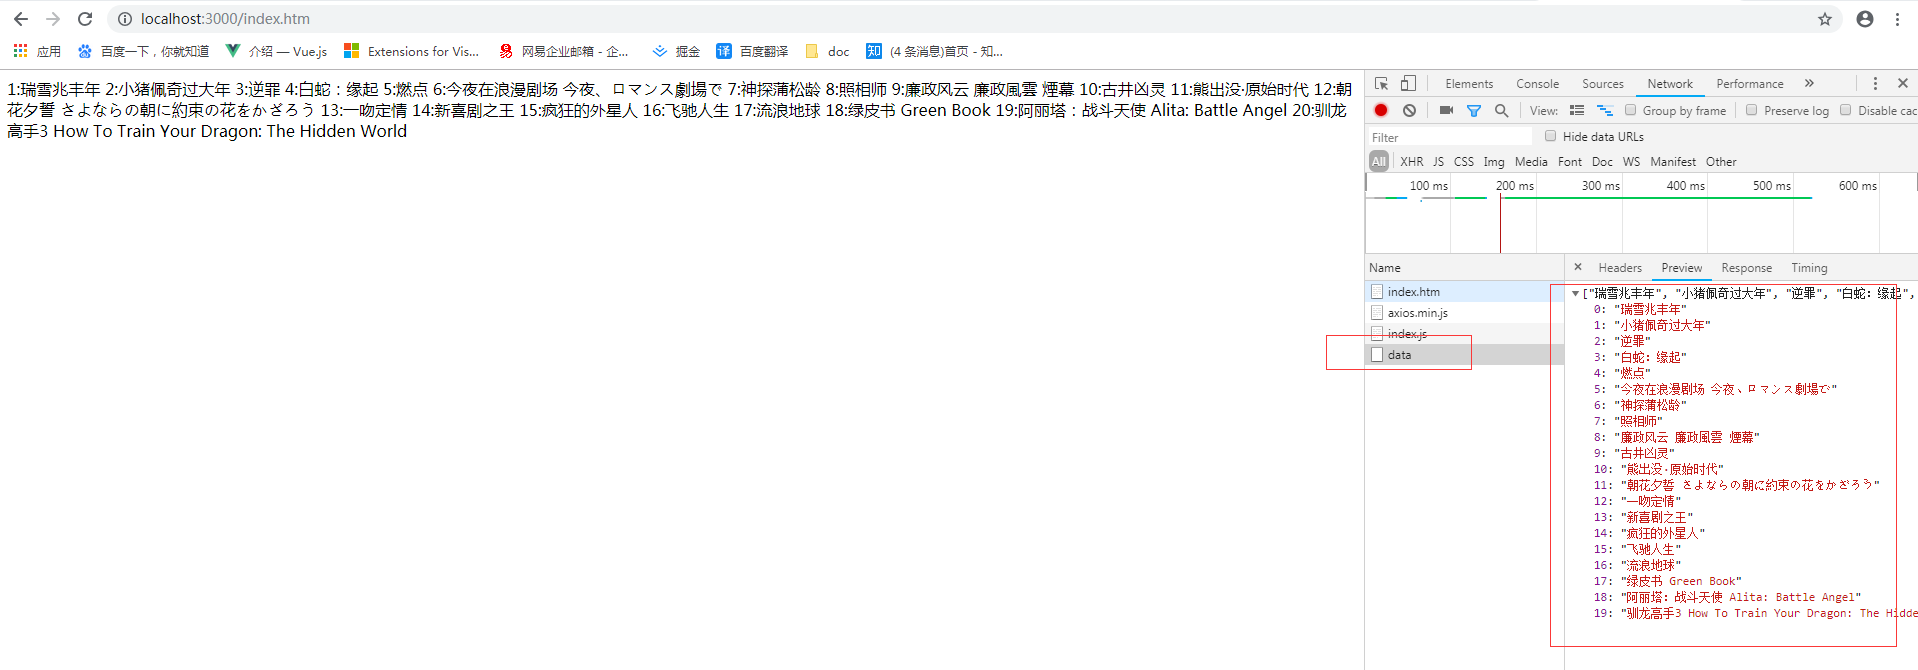 localhost:3000/index.htm
应用 百度一下，你就知道 介绍 — Vue.js Extensions for Vis... 网易企业邮箱 - 企... 掘金 译 百度翻译 doc 知 (4 条消息)首页 - 知...
1:瑞雪兆丰年 2:小猪佩奇过大年 3:逆罪 4:白蛇：缘起 5:燃点 6:今夜在浪漫剧场 今夜、ロマンス劇場で 7:神探蒲松龄 8:照相师 9:廉政风云 廉政風雲 煙幕 10:古井凶灵 11:熊出没·原始时代 12:朝
花夕誓 さよならの朝に約束の花をかざろう 13:一吻定情 14:新喜剧之王 15:疯狂的外星人 16:飞驰人生 17:流浪地球 18:绿皮书 Green Book 19:阿丽塔：战斗天使 Alita: Battle Angel 20:驯龙
高手3 How To Train Your Dragon: The Hidden World
Elements Console Sources Network Performance »
View: Group by frame Preserve log Disable cac
Filter Hide data URLs
All XHR JS CSS Img Media Font Doc WS Manifest Other
100 ms 200 ms 300 ms 400 ms 500 ms 600 ms
Name
index.htm
axios.min.js
index.js
data
× Headers Preview Response Timing
["瑞雪兆丰年", "小猪佩奇过大年", "逆罪", "白蛇：缘起",
0: "瑞雪兆丰年"
1: "小猪佩奇过大年"
2: "逆罪"
3: "白蛇：缘起"
4: "燃点"
5: "今夜在浪漫剧场 今夜、ロマンス劇場で"
6: "神探蒲松龄"
7: "照相师"
8: "廉政风云 廉政風雲 煙幕"
9: "古井凶灵"
10: "熊出没·原始时代"
11: "朝花夕誓 さよならの朝に約束の花をかざろう"
12: "一吻定情"
13: "新喜剧之王"
14: "疯狂的外星人"
15: "飞驰人生"
16: "流浪地球"
17: "绿皮书 Green Book"
18: "阿丽塔：战斗天使 Alita: Battle Angel"
19: "驯龙高手3 How To Train Your Dragon: The Hidde